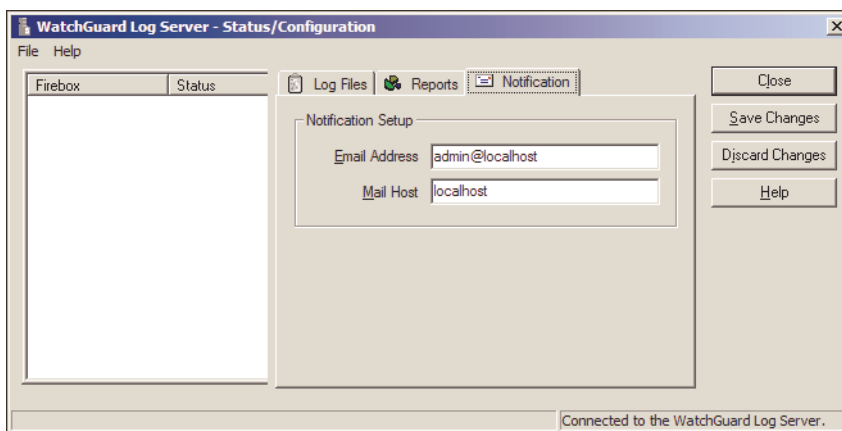 WatchGuard Log Server - Status/Configuration
File Help
Firebox Status
Log Files Reports Notification
Close
Notification Setup
Save Changes
Email Address admin@localhost
Discard Changes
Mail Host localhost
Help
Connected to the WatchGuard Log Server.